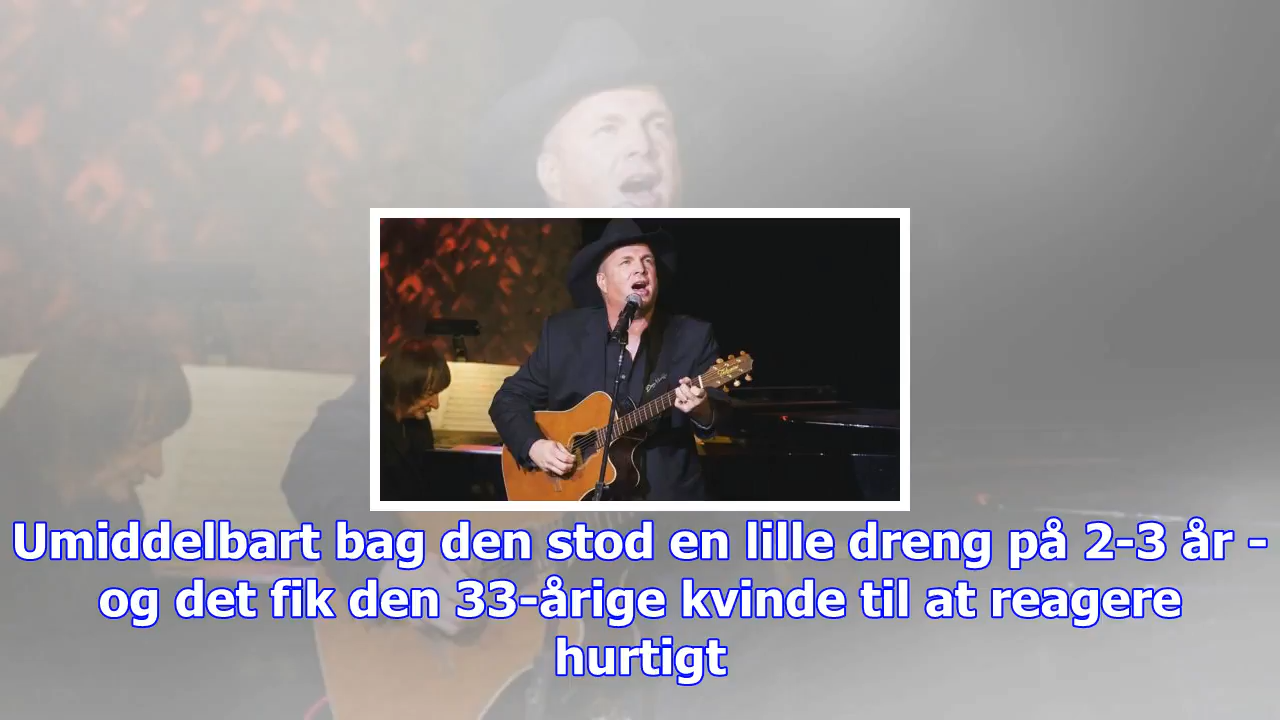 Umiddelbart bag den stod en lille dreng på 2-3 år -
og det fik den 33-årige kvinde til at reagere
hurtigt